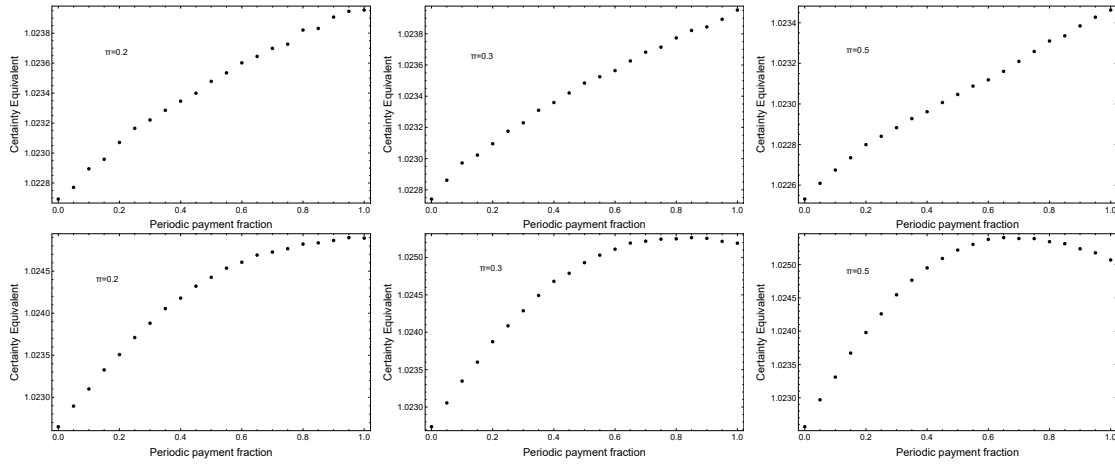 Certainty Equivalent
1.0238
1.0236
1.0234
1.0232
1.0230
1.0228
π=0.2
0.0 0.2 0.4 0.6 0.8 1.0
Periodic payment fraction
Certainty Equivalent
1.0238
1.0236
1.0234
1.0232
1.0230
1.0228
π=0.3
0.0 0.2 0.4 0.6 0.8 1.0
Periodic payment fraction
Certainty Equivalent
1.0234
1.0232
1.0230
1.0228
1.0226
π=0.5
0.0 0.2 0.4 0.6 0.8 1.0
Periodic payment fraction
Certainty Equivalent
1.0245
1.0240
1.0235
1.0230
π=0.2
0.0 0.2 0.4 0.6 0.8 1.0
Periodic payment fraction
Certainty Equivalent
1.0250
1.0245
1.0240
1.0235
1.0230
π=0.3
0.0 0.2 0.4 0.6 0.8 1.0
Periodic payment fraction
Certainty Equivalent
1.0250
1.0245
1.0240
1.0235
1.0230
π=0.5
0.0 0.2 0.4 0.6 0.8 1.0
Periodic payment fraction